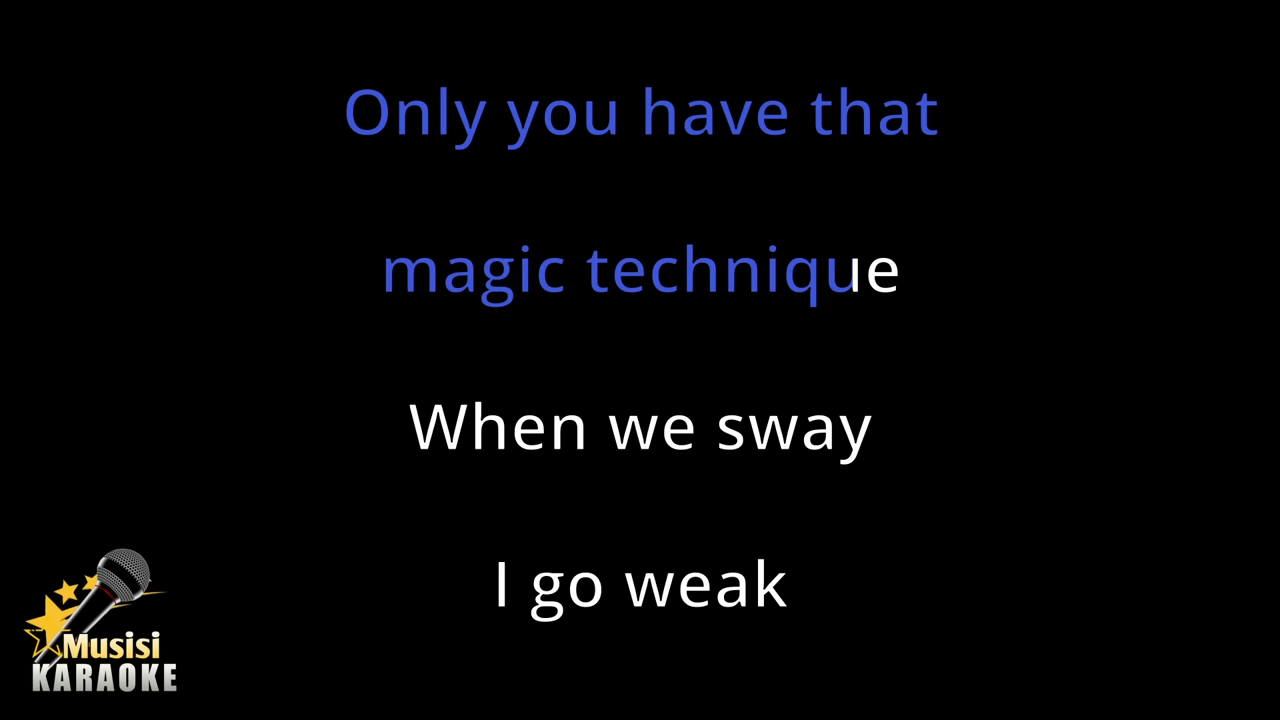 Only you have that
magic technique
When we sway
I go weak
Musisi
KARAOKE